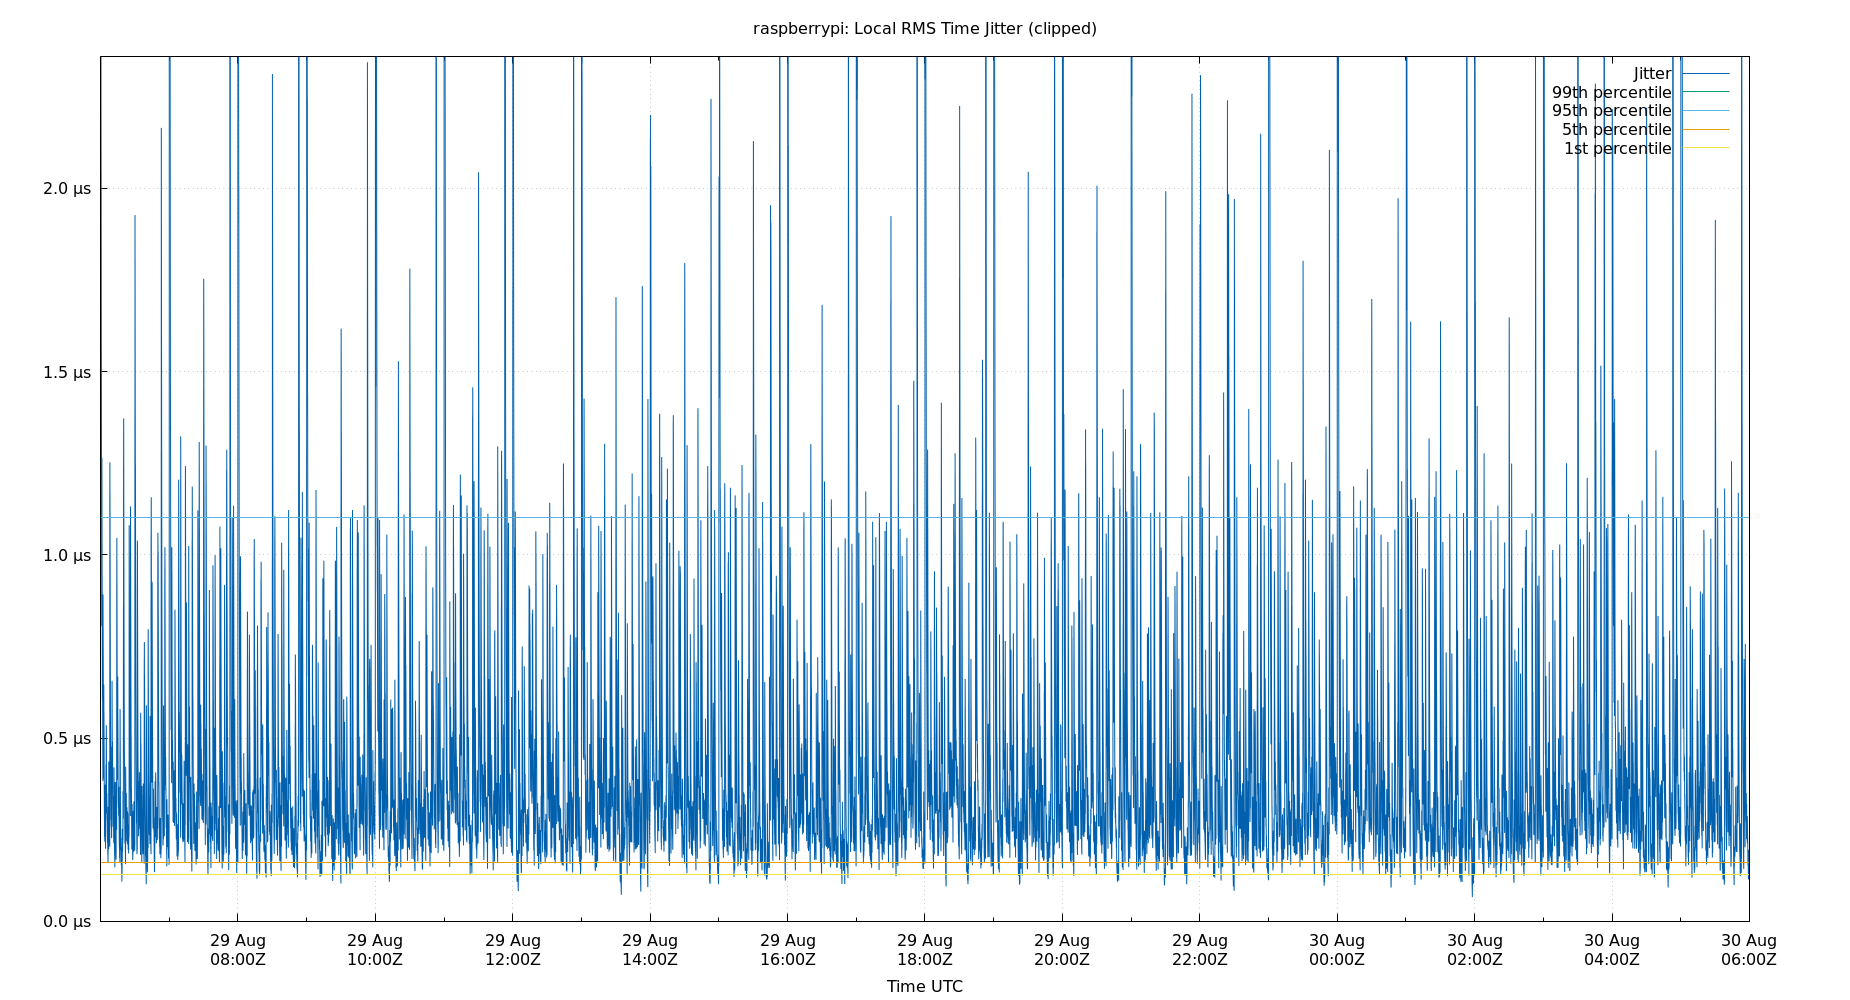 raspberrypi: Local RMS Time Jitter (clipped)
Jitter
99th percentile
95th percentile
5th percentile
1st percentile
2.0 µs
1.5 µs
1.0 µs
0.5 µs
0.0 µs
29 Aug 29 Aug 29 Aug 29 Aug 29 Aug 29 Aug 29 Aug 29 Aug 30 Aug 30 Aug 30 Aug 30 Aug
08:00Z 10:00Z 12:00Z 14:00Z 16:00Z 18:00Z 20:00Z 22:00Z 00:00Z 02:00Z 04:00Z 06:00Z
Time UTC